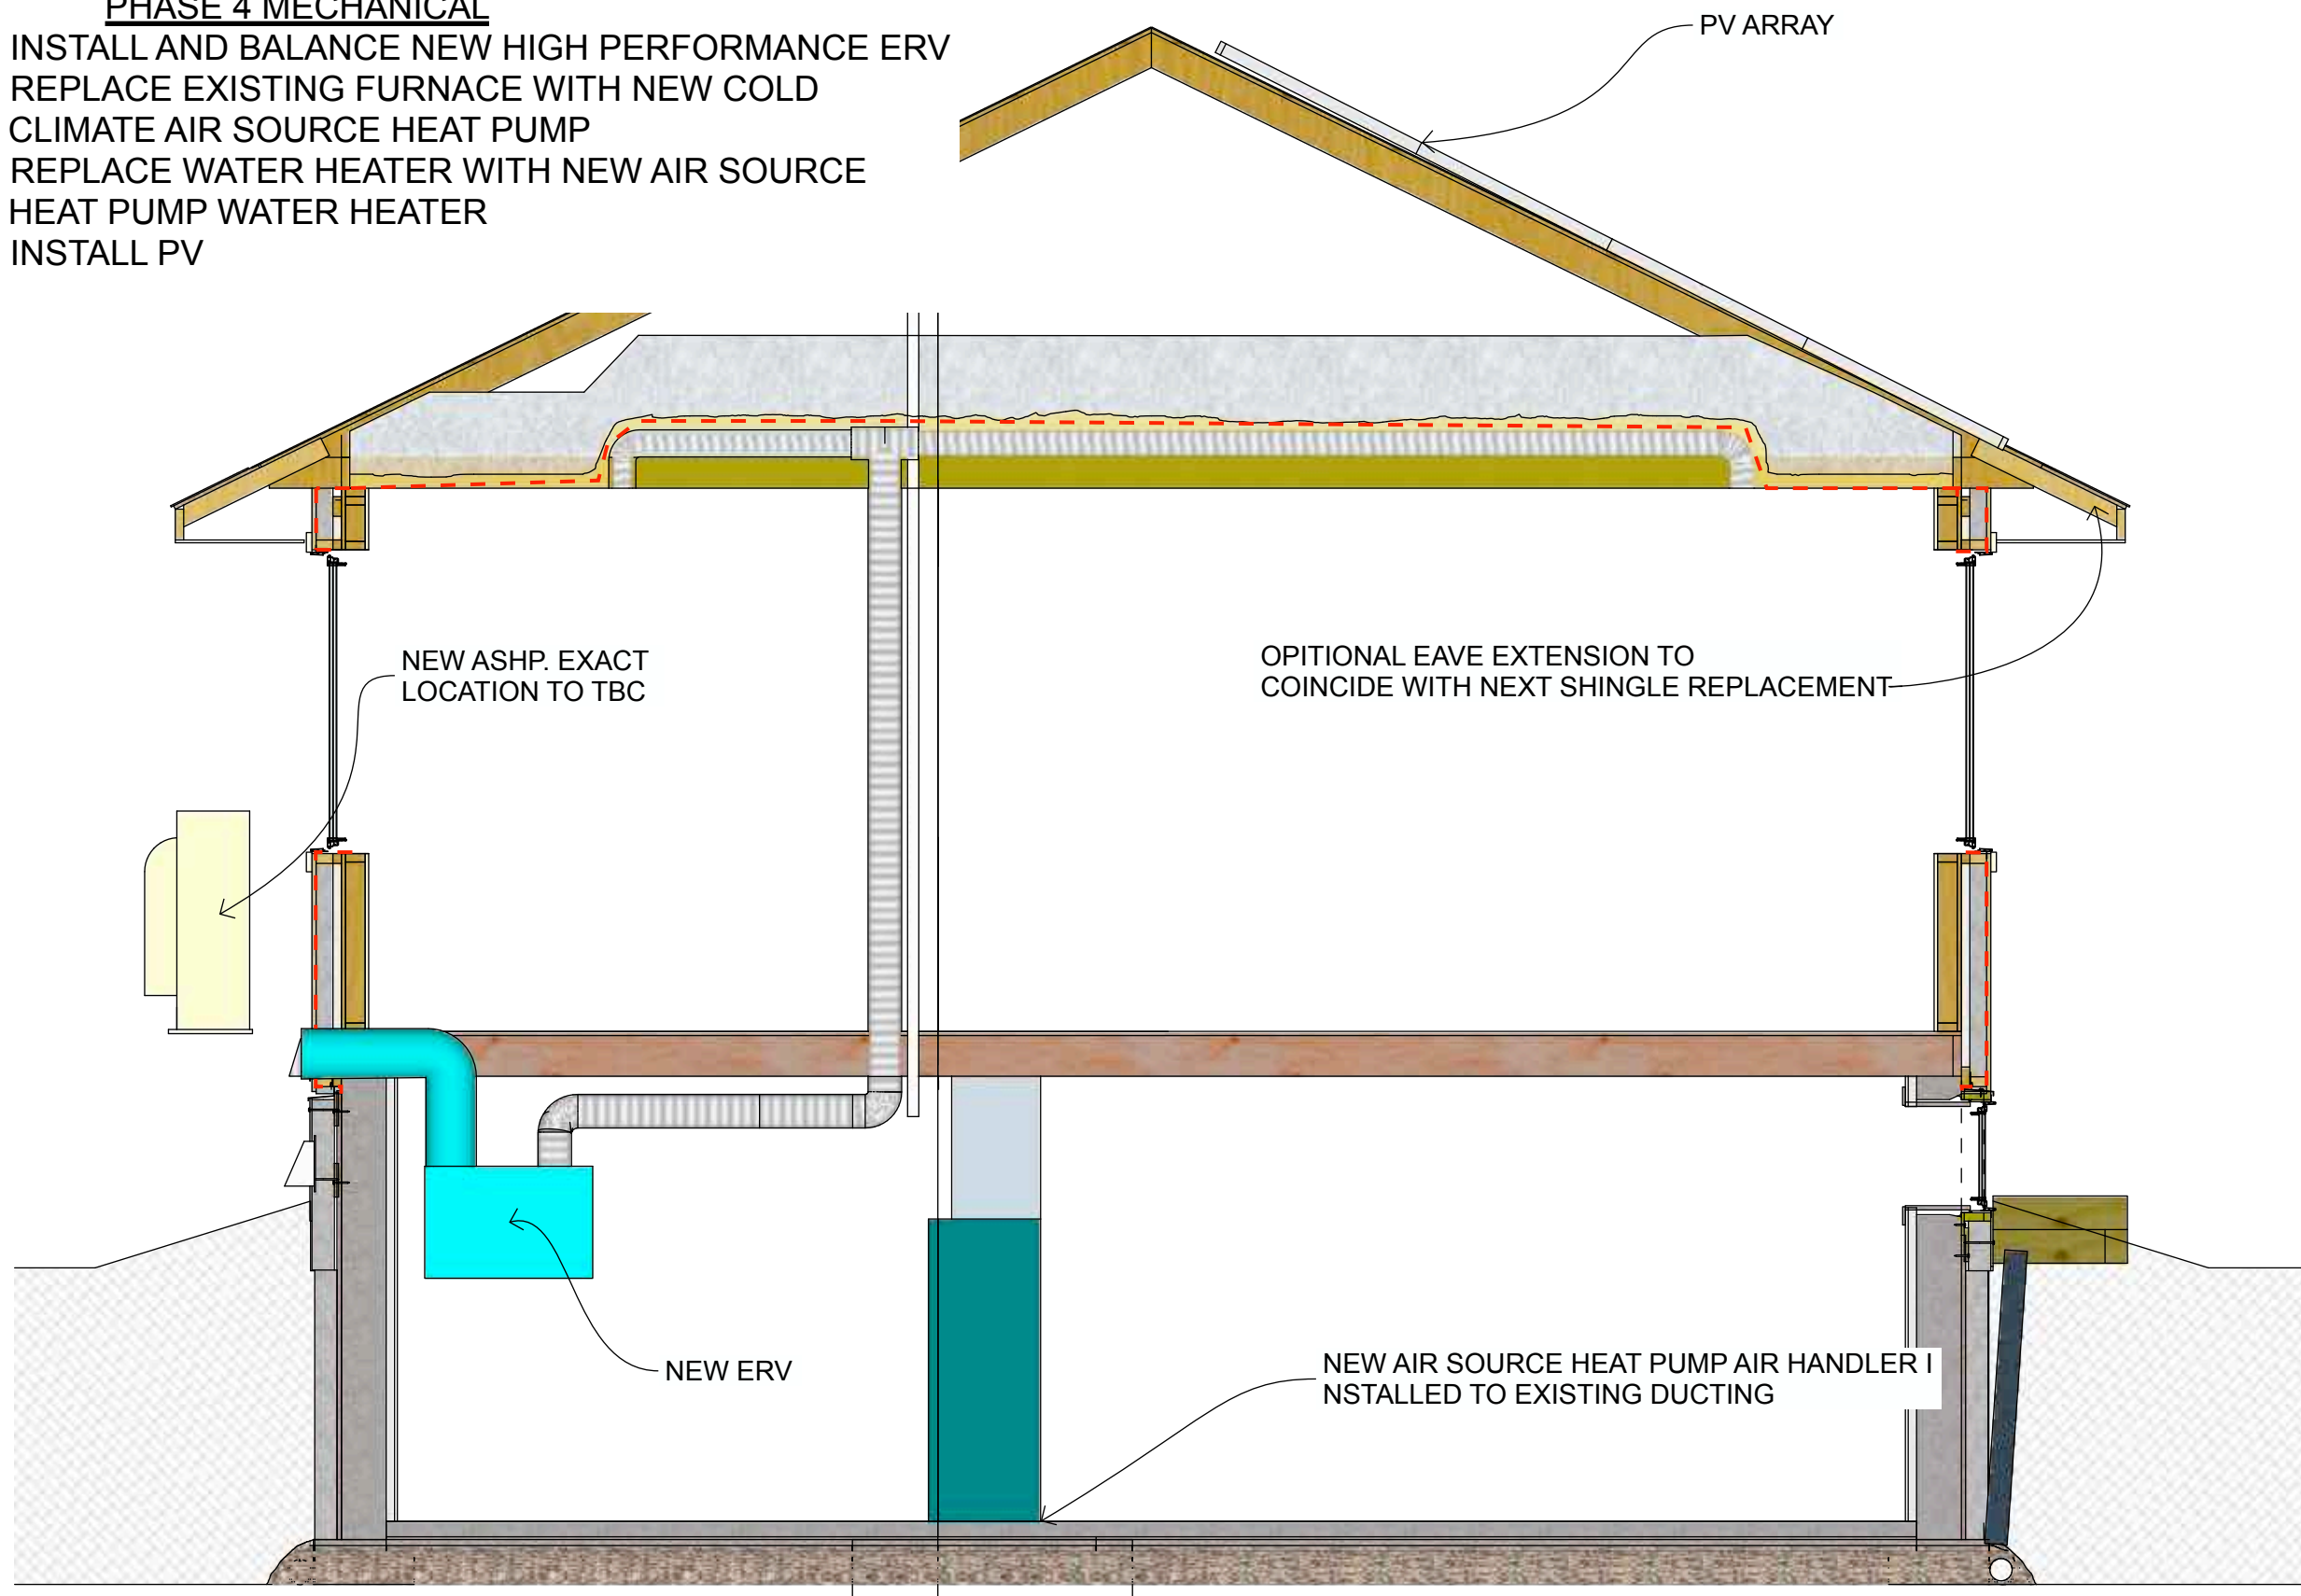 PHASE 4 MECHANICAL
INSTALL AND BALANCE NEW HIGH PERFORMANCE ERV
REPLACE EXISTING FURNACE WITH NEW COLD
CLIMATE AIR SOURCE HEAT PUMP
REPLACE WATER HEATER WITH NEW AIR SOURCE
HEAT PUMP WATER HEATER
INSTALL PV
PV ARRAY
NEW ASHP. EXACT
LOCATION TO TBC
OPITIONAL EAVE EXTENSION TO
COINCIDE WITH NEXT SHINGLE REPLACEMENT
NEW ERV
NEW AIR SOURCE HEAT PUMP AIR HANDLER I
NSTALLED TO EXISTING DUCTING